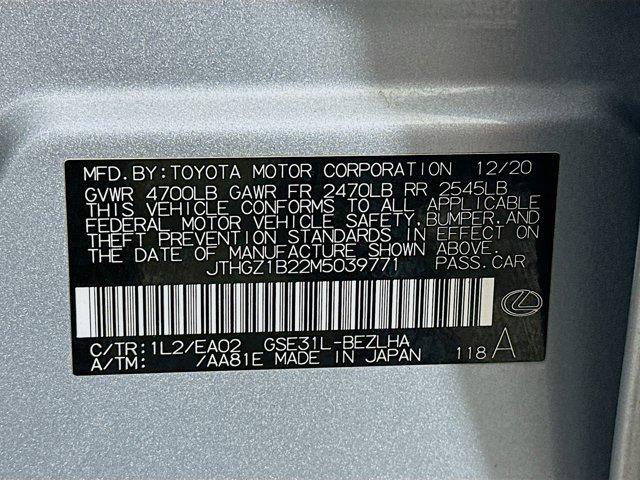 MFD. BY: TOYOTA MOTOR CORPORATION 12/20
GVWR 4700LB GAWR FR 2470LB RR 2545LB
THIS VEHICLE CONFORMS TO ALL APPLICABLE
FEDERAL MOTOR VEHICLE SAFETY, BUMPER, AND
THEFT PREVENTION STANDARDS IN EFFECT ON
THE DATE OF MANUFACTURE SHOWN ABOVE.
JTHGZ1B22M5039771 PASS. CAR
C/TR: 1L2/EA02 GSE31L-BEZLHA
A/TM: /AA81E MADE IN JAPAN 118 A